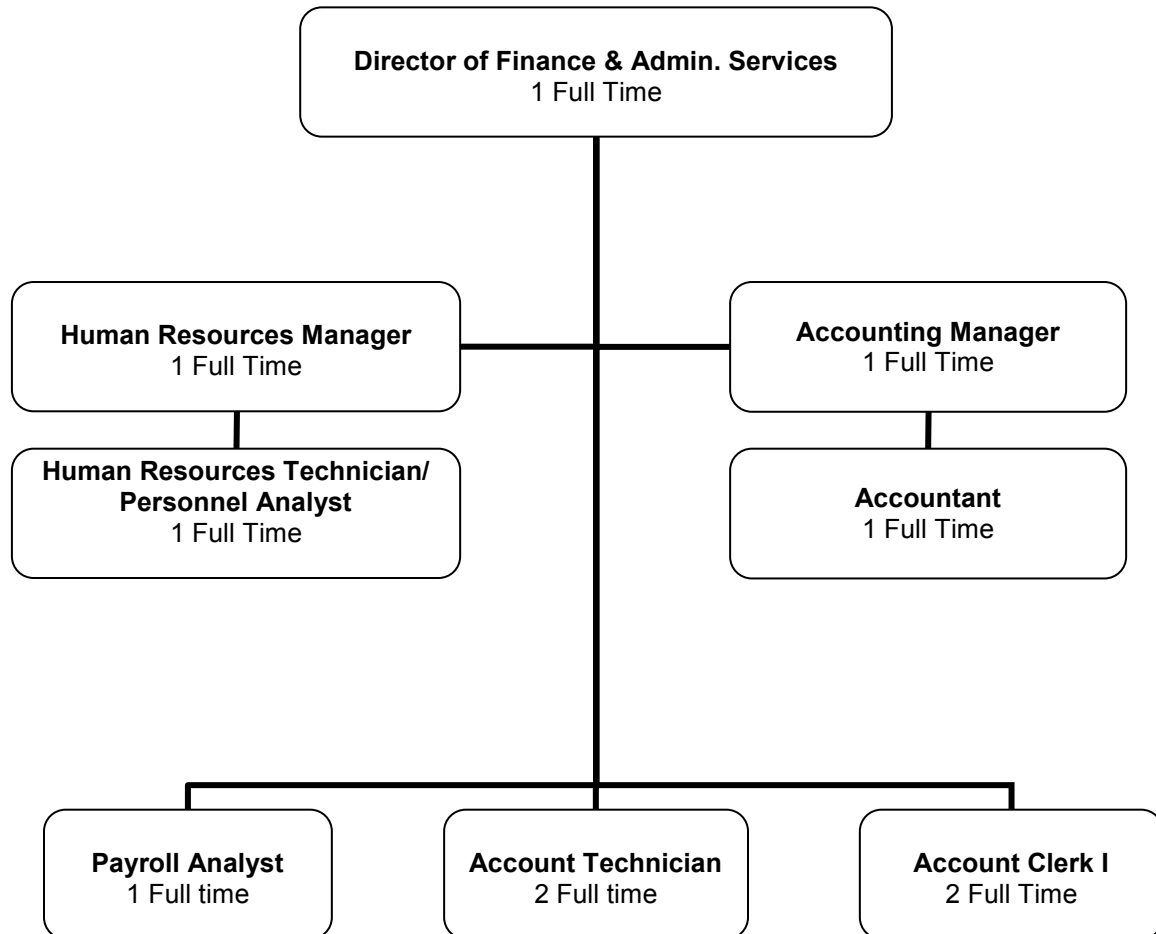 Director of Finance & Admin. Services
1 Full Time
Human Resources Manager
1 Full Time
Accounting Manager
1 Full Time
Human Resources Technician/
Personnel Analyst
1 Full Time
Accountant
1 Full Time
Payroll Analyst
1 Full time
Account Technician
2 Full time
Account Clerk I
2 Full Time